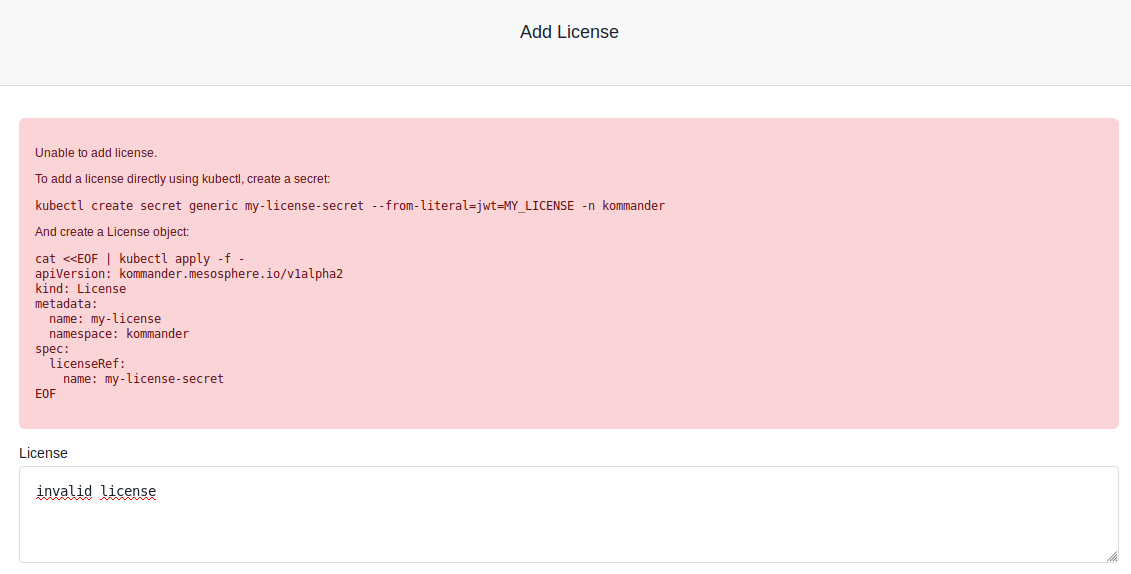 Add License
Unable to add license.
To add a license directly using kubectl, create a secret:
kubectl create secret generic my-license-secret --from-literal=jwt=MY_LICENSE -n kommander
And create a License object:
cat <<EOF | kubectl apply -f -
apiVersion: kommander.mesosphere.io/v1alpha2
kind: License
metadata:
  name: my-license
  namespace: kommander
spec:
  licenseRef:
    name: my-license-secret
EOF
License
invalid license